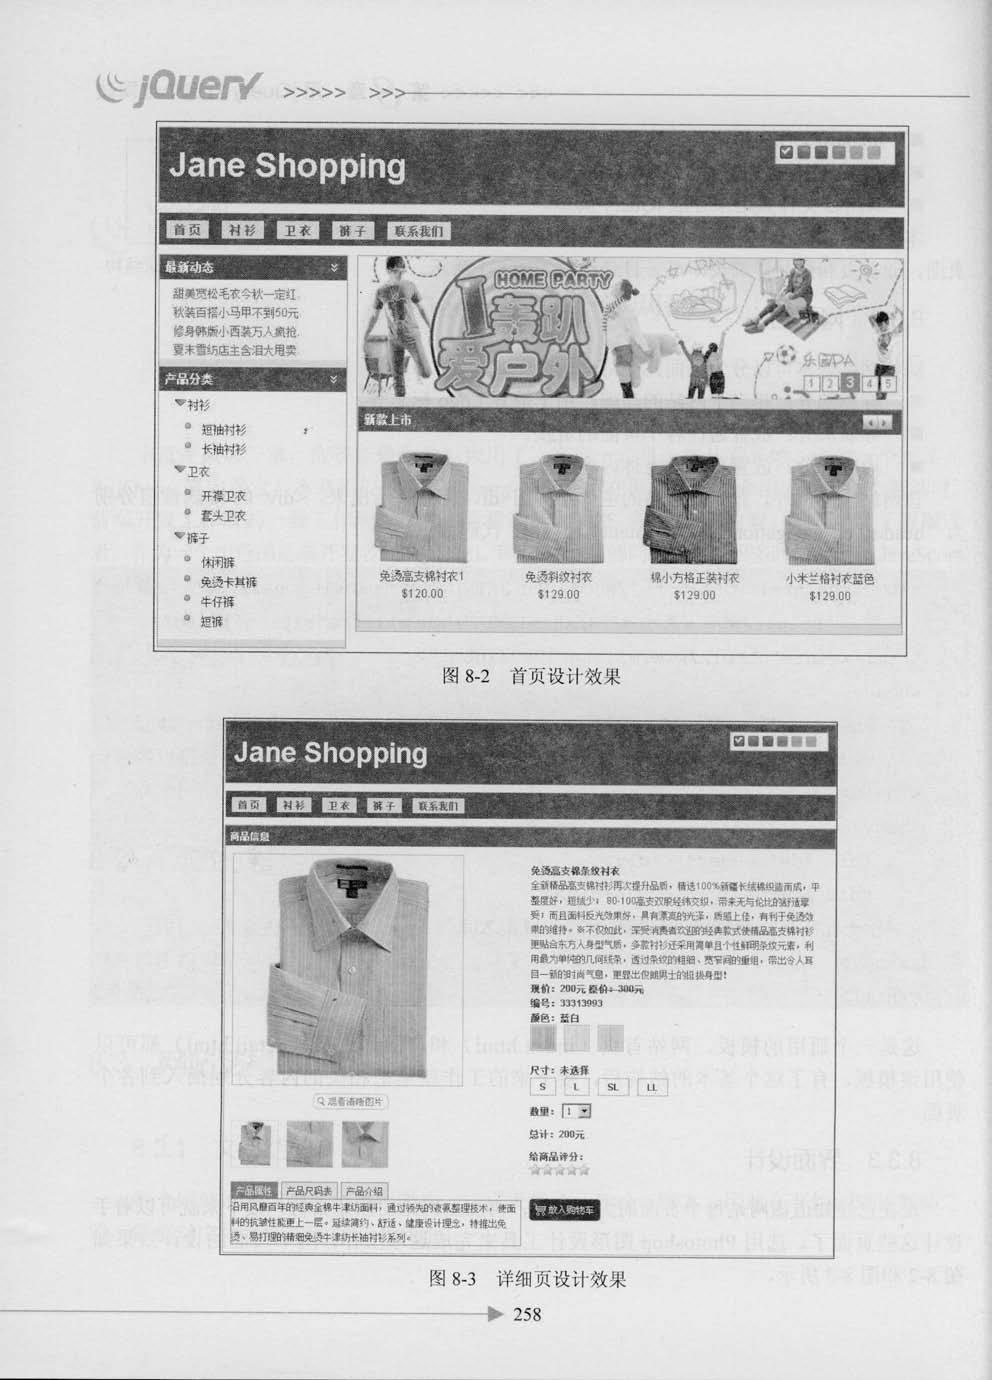 jQuery >>>>> >>>
Jane Shopping
首页 衬衫 卫衣 裤子 联系我们
最新动态
甜美宽松毛衣今秋一定红.
秋装百搭小马甲不到50元
修身韩版小西装万人疯抢.
夏末雪纺店主含泪大甩卖.
产品分类
衬衫
短袖衬衫
长袖衬衫
卫衣
开襟卫衣
套头卫衣
裤子
休闲裤
免烫卡其裤
牛仔裤
短裤
HOME PARTY
轰趴
爱户外
1 2 3 4 5
新款上市
免烫高支棉衬衣1
$120.00
免烫斜纹衬衣
$129.00
棉小方格正装衬衣
$129.00
小米兰格衬衣蓝色
$129.00
图 8-2 首页设计效果
Jane Shopping
首页 衬衫 卫衣 裤子 联系我们
商品信息
观看清晰图片
产品属性 产品尺码表 产品介绍
沿用风靡百年的经典全棉牛津纺面料，通过领先的液氨整理技术，使面
料的抗皱性能更上一层。延续简约、舒适、健康设计理念，特推出免
烫、易打理的精细免烫牛津纺长袖衬衫系列。
免烫高支棉条纹衬衣
全新精品高支棉衬衫再次提升品质，精选100%新疆长绒棉织造而成，平
整度好，短绒少； 80-100高支双股经纬交织，带来无与伦比的舒适享
受；而且面料反光效果好，具有漂亮的光泽，质感上佳，有利于免烫效
果的维持。※不仅如此，深受消费者欢迎的经典款式使精品高支棉衬衫
更贴合东方人身型气质，多款衬衫还采用简单且个性鲜明条纹元素，利
用最为单纯的几何线条，透过条纹的粗细、宽窄间的重组，带出令人耳
目一新的时尚气息，更显出俊朗男士的挺拔身型！
现价：200元 原价：300元
编号：33313993
颜色：蓝白
尺寸：未选择
S L SL LL
数量：1
总计：200元
给商品评分：
放入购物车
图 8-3 详细页设计效果
258